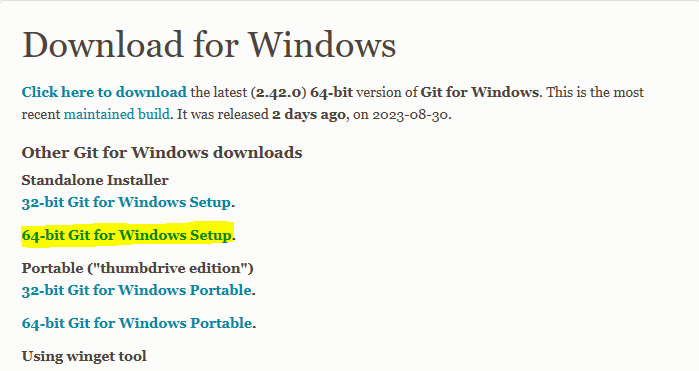 Download for Windows
Click here to download the latest (2.42.0) 64-bit version of Git for Windows. This is the most
recent maintained build. It was released 2 days ago, on 2023-08-30.
Other Git for Windows downloads
Standalone Installer
32-bit Git for Windows Setup.
64-bit Git for Windows Setup.
Portable ("thumbdrive edition")
32-bit Git for Windows Portable.
64-bit Git for Windows Portable.
Using winget tool